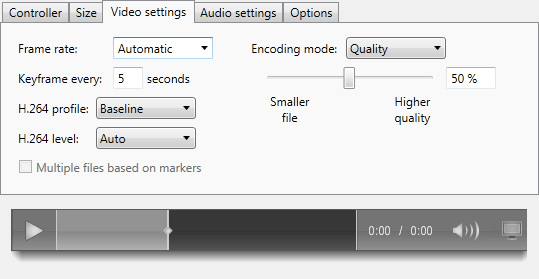 Controller Size Video settings Audio settings Options
Frame rate: Automatic Encoding mode: Quality
Keyframe every: 5 seconds 50 %
H.264 profile: Baseline Smaller file Higher quality
H.264 level: Auto
Multiple files based on markers
0:00 / 0:00